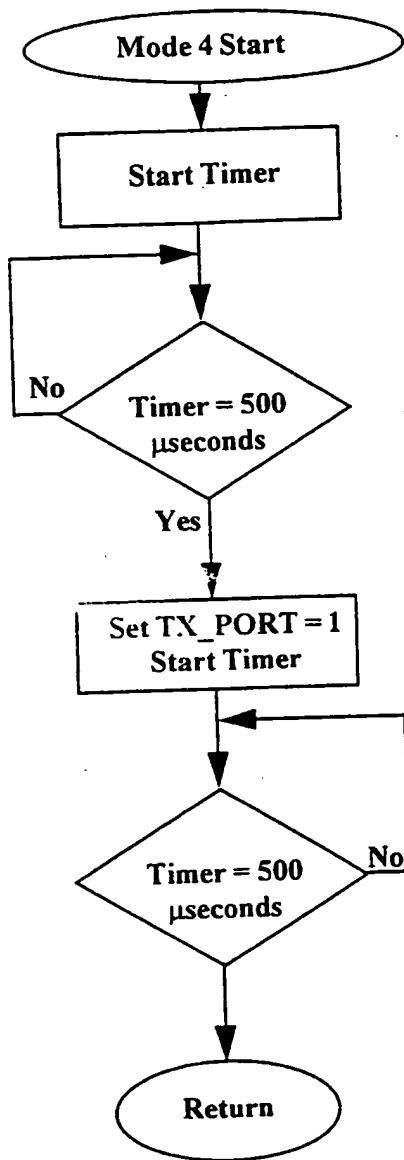 Mode 4 Start
Start Timer
No
Timer = 500
μseconds
Yes
Set TX_PORT = 1
Start Timer
Timer = 500
μseconds
No
Return